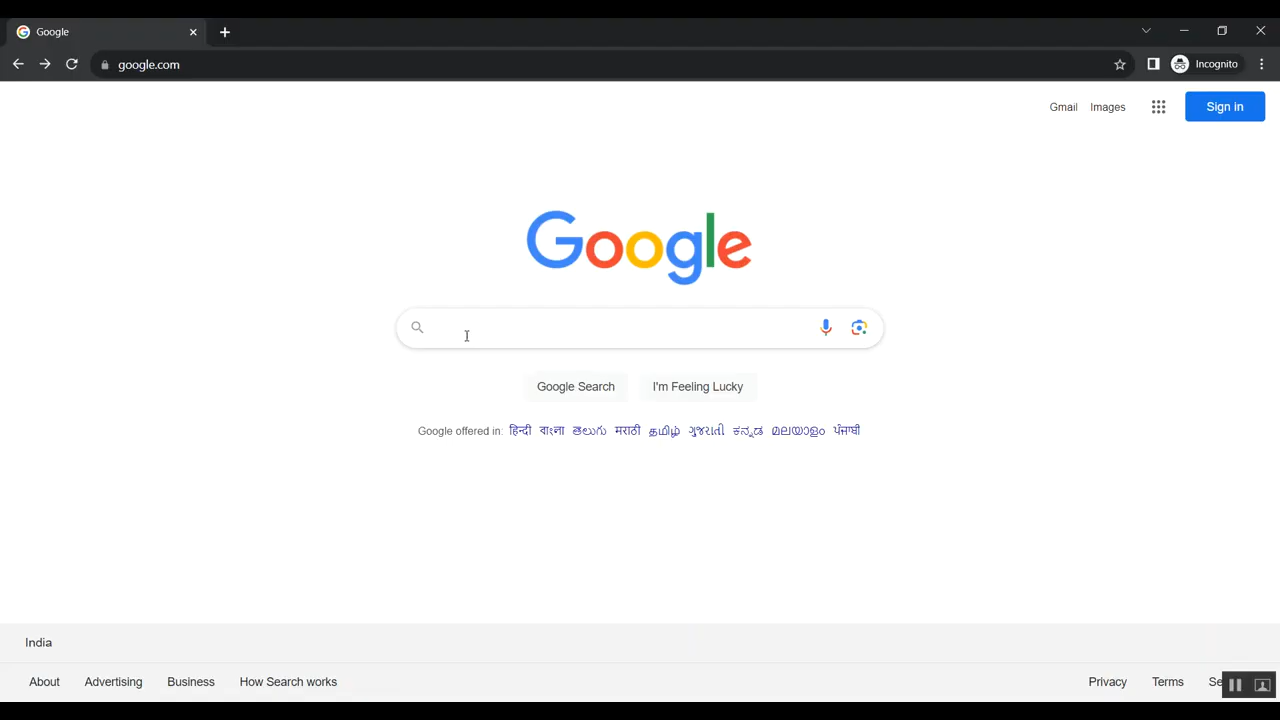 Google
google.com
Incognito
Gmail Images
Sign in
Google
Google Search I'm Feeling Lucky
Google offered in: हिन्दी বাংলা తెలుగు मराठी தமிழ் ગુજરાતી ಕನ್ನಡ മലയാളം ਪੰਜਾਬੀ
India
About Advertising Business How Search works Privacy Terms